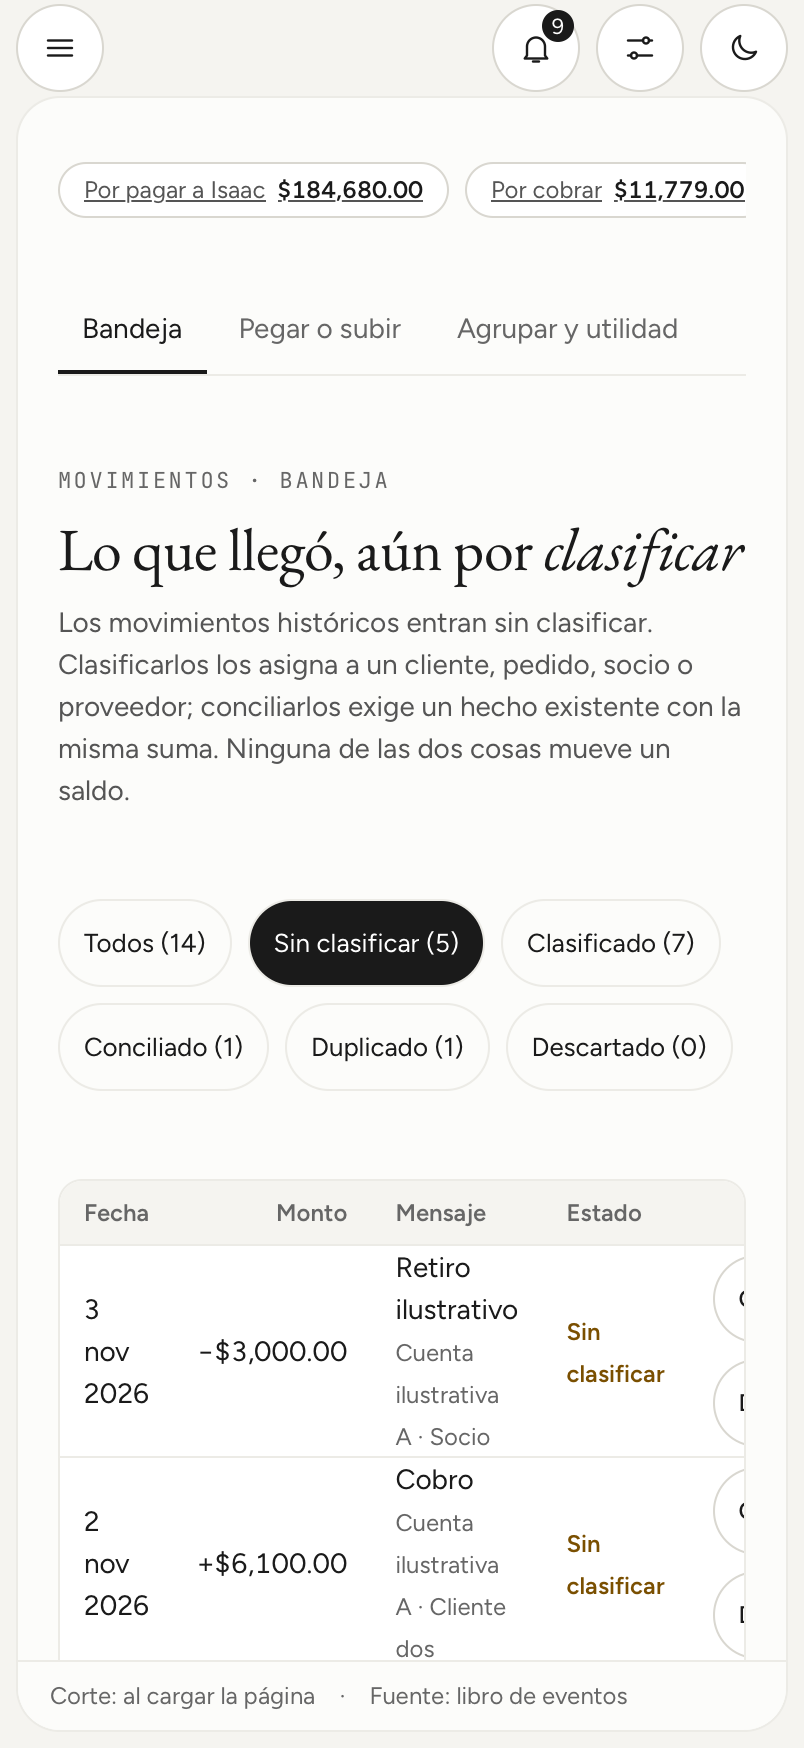 9
Por pagar a Isaac $184,680.00 Por cobrar $11,779.00
Bandeja Pegar o subir Agrupar y utilidad
MOVIMIENTOS · BANDEJA
Lo que llegó, aún por clasificar
Los movimientos históricos entran sin clasificar.
Clasificarlos los asigna a un cliente, pedido, socio o
proveedor; conciliarlos exige un hecho existente con la
misma suma. Ninguna de las dos cosas mueve un
saldo.
Todos (14) Sin clasificar (5) Clasificado (7)
Conciliado (1) Duplicado (1) Descartado (0)
Fecha Monto Mensaje Estado
3
nov
2026
−$3,000.00
Retiro
ilustrativo
Cuenta
ilustrativa
A · Socio
Sin
clasificar
2
nov
2026
+$6,100.00
Cobro
Cuenta
ilustrativa
A · Cliente
dos
Sin
clasificar
Corte: al cargar la página · Fuente: libro de eventos